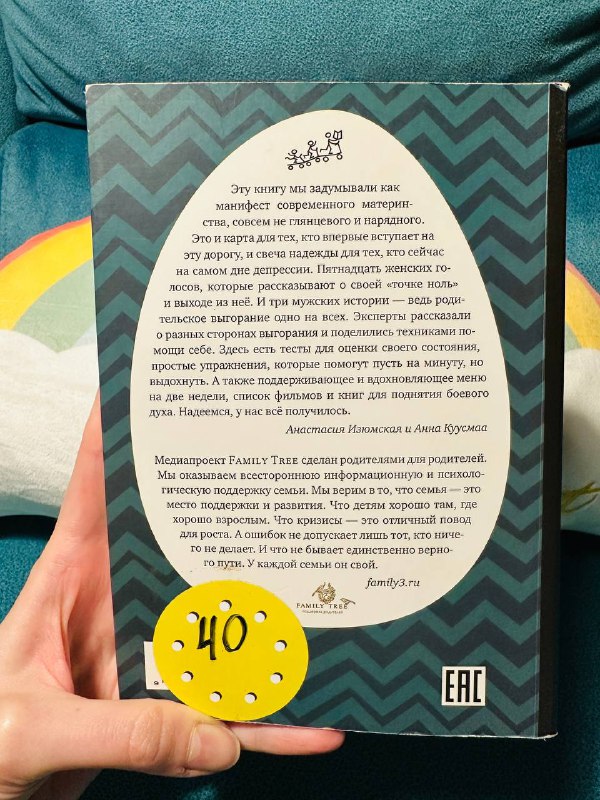 Эту книгу мы задумывали как
манифест современного материн-
ства, совсем не глянцевого и нарядного.
Это и карта для тех, кто впервые вступает на
эту дорогу, и свеча надежды для тех, кто сейчас
на самом дне депрессии. Пятнадцать женских го-
лосов, которые рассказывают о своей «точке ноль»
и выходе из неё. И три мужских истории — ведь роди-
тельское выгорание одно на всех. Эксперты рассказали
о разных сторонах выгорания и поделились техниками по-
мощи себе. Здесь есть тесты для оценки своего состояния,
простые упражнения, которые помогут пусть на минуту, но
выдохнуть. А также поддерживающее и вдохновляющее меню
на две недели, список фильмов и книг для поднятия боевого
духа. Надеемся, у нас всё получилось.
Анастасия Изюмская и Анна Куусмаа
Медиапроект FAMILY TREE сделан родителями для родителей.
Мы оказываем всестороннюю информационную и психоло-
гическую поддержку семьи. Мы верим в то, что семья — это
место поддержки и развития. Что детям хорошо там, где
хорошо взрослым. Что кризисы — это отличный повод
для роста. А ошибок не допускает лишь тот, кто ниче-
го не делает. И что не бывает единственно верно-
го пути. У каждой семьи он свой.
family3.ru
FAMILY TREE
40
9
EAC